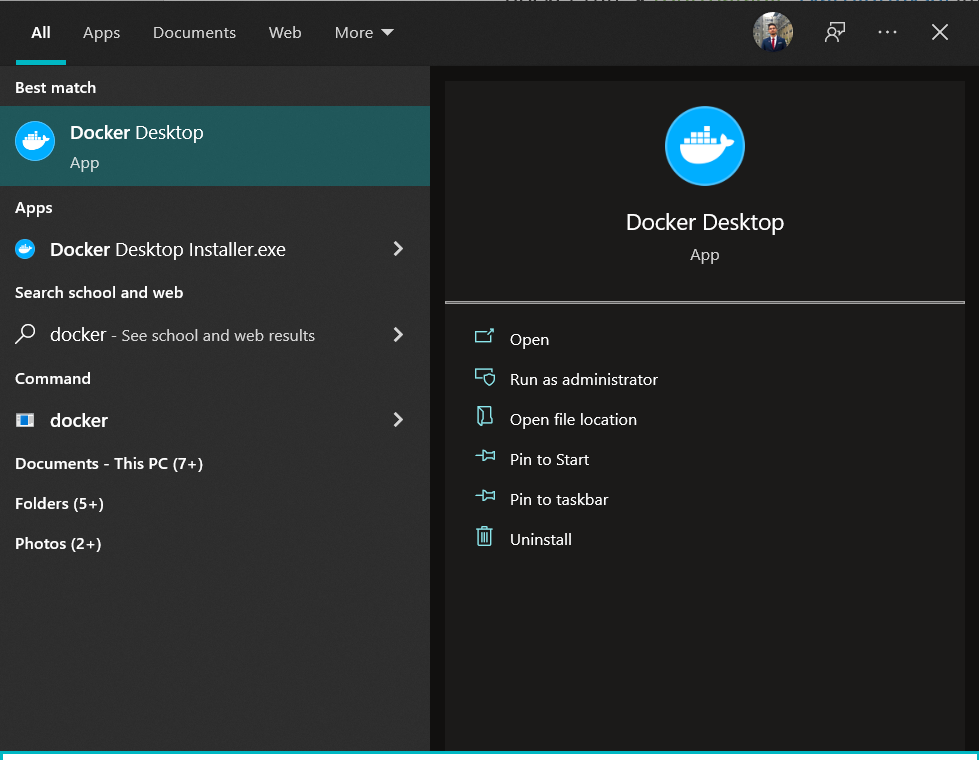 All Apps Documents Web More
Best match
Docker Desktop
App
Apps
Docker Desktop Installer.exe
Search school and web
docker - See school and web results
Command
docker
Documents - This PC (7+)
Folders (5+)
Photos (2+)
Docker Desktop
App
Open
Run as administrator
Open file location
Pin to Start
Pin to taskbar
Uninstall